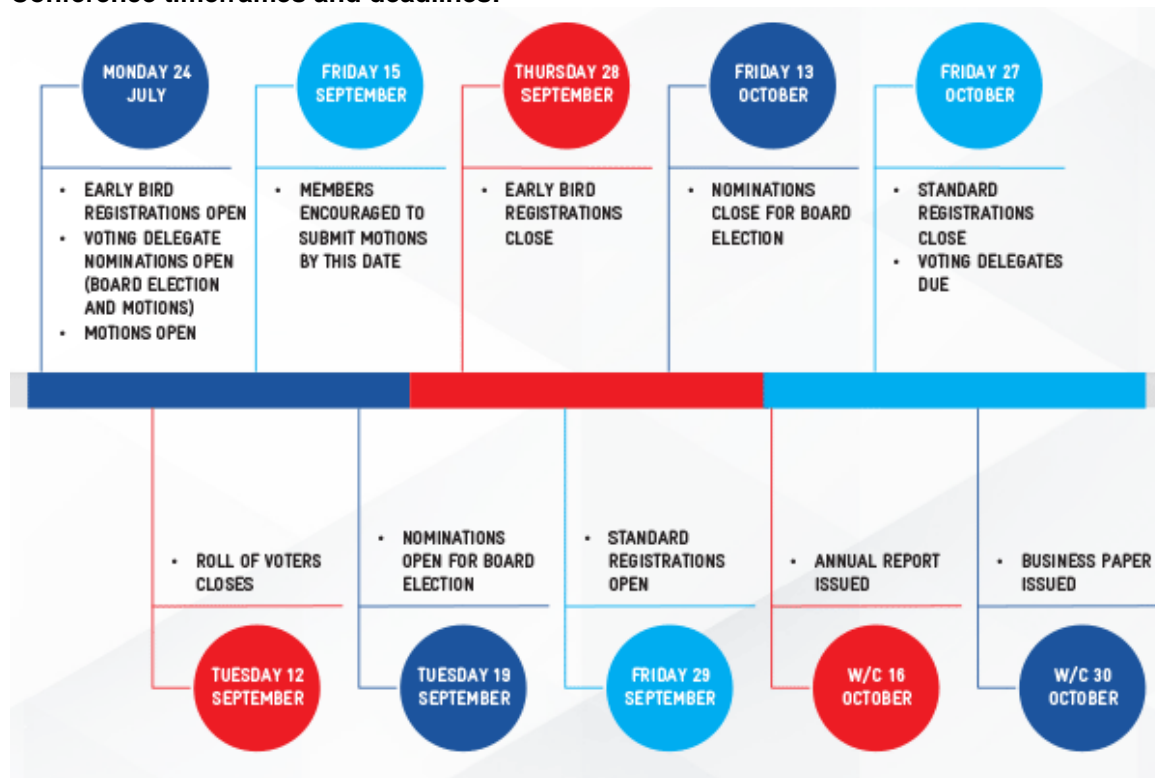 Conference timeframes and deadlines:
MONDAY 24
JULY
• EARLY BIRD
REGISTRATIONS OPEN
• VOTING DELEGATE
NOMINATIONS OPEN
(BOARD ELECTION
AND MOTIONS)
• MOTIONS OPEN
FRIDAY 15
SEPTEMBER
• MEMBERS
ENCOURAGED TO
SUBMIT MOTIONS
BY THIS DATE
THURSDAY 28
SEPTEMBER
• EARLY BIRD
REGISTRATIONS
CLOSE
FRIDAY 13
OCTOBER
• NOMINATIONS
CLOSE FOR BOARD
ELECTION
FRIDAY 27
OCTOBER
• STANDARD
REGISTRATIONS
CLOSE
• VOTING DELEGATES
DUE
• ROLL OF VOTERS
CLOSES
TUESDAY 12
SEPTEMBER
• NOMINATIONS
OPEN FOR BOARD
ELECTION
TUESDAY 19
SEPTEMBER
• STANDARD
REGISTRATIONS
OPEN
FRIDAY 29
SEPTEMBER
• ANNUAL REPORT
ISSUED
W/C 16
OCTOBER
• BUSINESS PAPER
ISSUED
W/C 30
OCTOBER